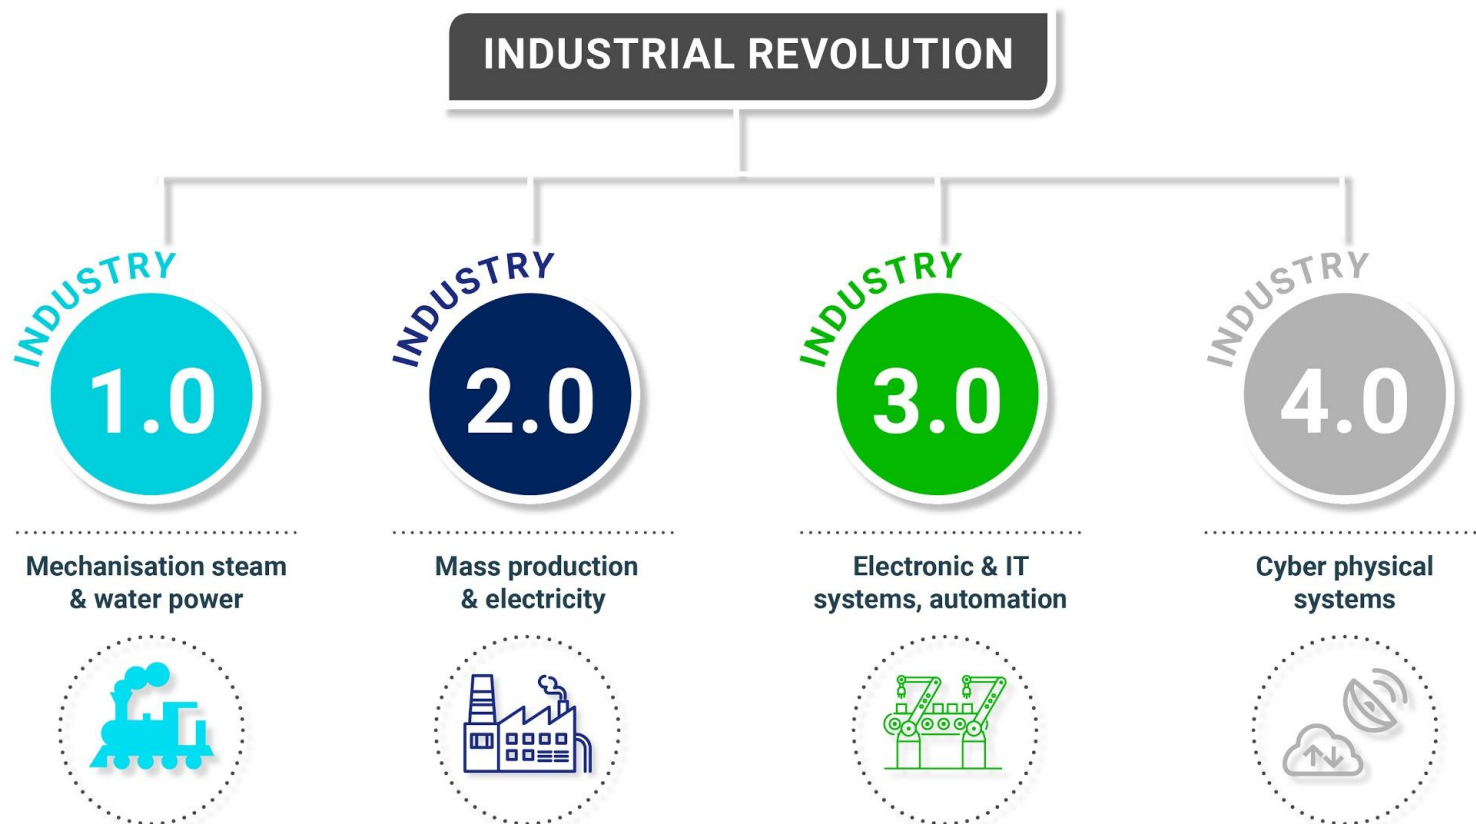 INDUSTRIAL REVOLUTION
INDUSTRY
1.0
Mechanisation steam
& water power
INDUSTRY
2.0
Mass production
& electricity
INDUSTRY
3.0
Electronic & IT
systems, automation
INDUSTRY
4.0
Cyber physical
systems